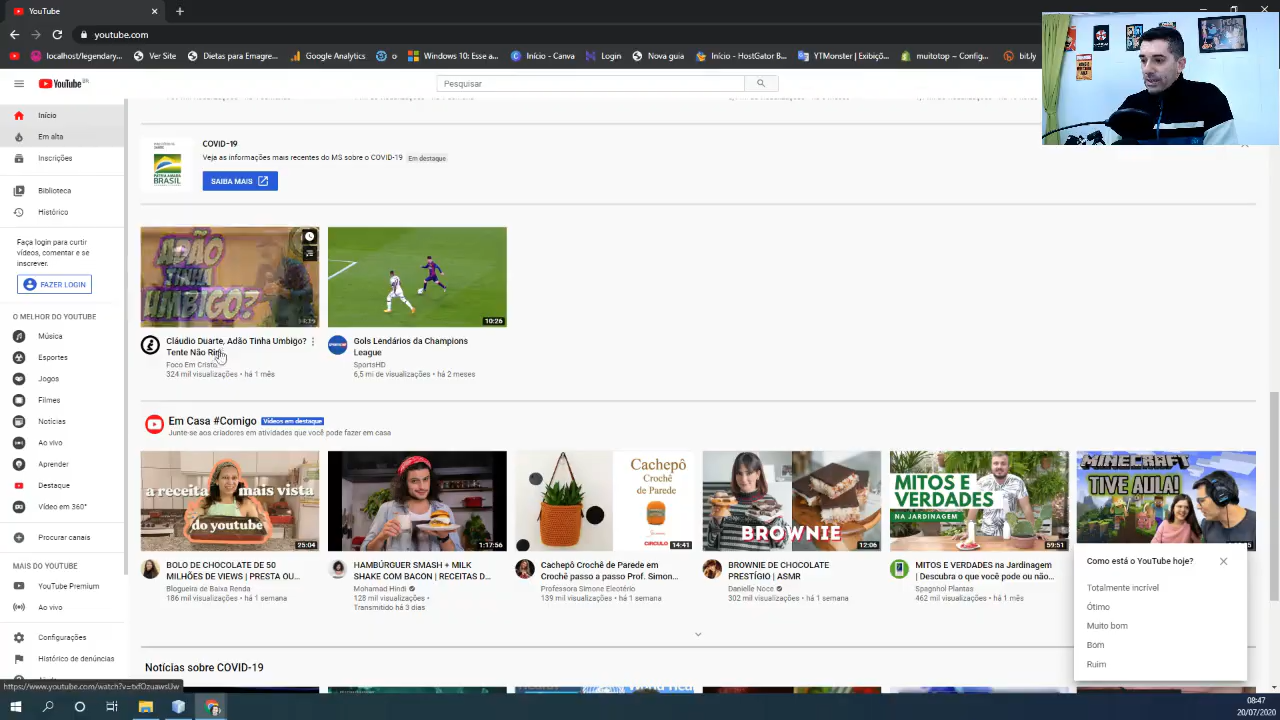 YouTube
youtube.com
localhost/legendary...
Ver Site
Dietas para Emagre...
Google Analytics
Windows10: Esse a...
Início - Canva
Login
Nova guia
Início - HostGator B...
YTMonster | Exibiçõ...
muitotop ~ Config...
bit.ly
YouTube BR
Pesquisar
Início
Em alta
Inscrições
Biblioteca
Histórico
Faça login para curtir
vídeos, comentar e se
inscrever.
FAZER LOGIN
O MELHOR DO YOUTUBE
Música
Esportes
Jogos
Filmes
Notícias
Ao vivo
Aprender
Destaque
Vídeo em 360°
Procurar canais
MAIS DO YOUTUBE
YouTube Premium
Ao vivo
Configurações
Histórico de denúncias
COVID-19
Veja as informações mais recentes do MS sobre o COVID-19 Em destaque
PÁTRIA AMADA
BRASIL
SAIBA MAIS
ADÃO
TINHA
UMBIGO?
14:19
10:26
Cláudio Duarte, Adão Tinha Umbigo?
Tente Não Rir
Foco Em Cristo
324 mil visualizações • há 1 mês
Gols Lendários da Champions
League
SportsHD
6,5 mi de visualizações • há 2 meses
Em Casa #Comigo Vídeos em destaque
Junte-se aos criadores em atividades que você pode fazer em casa
a receita mais vista
do youtube
25:04
1:17:56
Cachepô
Crochê
de Parede
CIRCULO
14:41
BROWNIE
12:06
MITOS E
VERDADES
NA JARDINAGEM
59:51
MINECRAFT
TIVE AULA!
BOLO DE CHOCOLATE DE 50
MILHÕES DE VIEWS | PRESTA OU...
Blogueira de Baixa Renda
186 mil visualizações • há 1 semana
HAMBÚRGUER SMASH + MILK
SHAKE COM BACON | RECEITAS D...
Mohamad Hindi
128 mil visualizações •
Transmitido há 3 dias
Cachepô Crochê de Parede em
Crochê passo a passo Prof. Simon...
Professora Simone Eleotério
139 mil visualizações • há 1 semana
BROWNIE DE CHOCOLATE
PRESTÍGIO | ASMR
Danielle Noce
302 mil visualizações • há 1 semana
MITOS E VERDADES na Jardinagem
| Descubra o que você pode ou não...
Spagnhol Plantas
462 mil visualizações • há 1 mês
Como está o YouTube hoje?
Totalmente incrível
Ótimo
Muito bom
Bom
Ruim
Notícias sobre COVID-19
08:47
20/07/2020